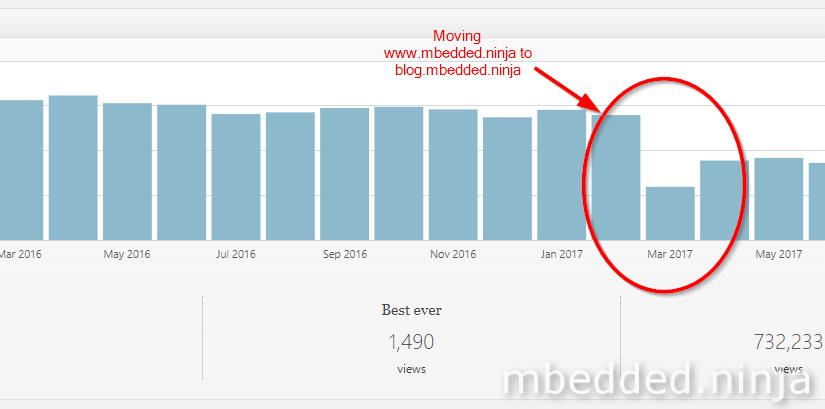 Moving
www.mbedded.ninja to
blog.mbedded.ninja
Mar 2016
May 2016
Jul 2016
Sep 2016
Nov 2016
Jan 2017
Mar 2017
May 2017
Best ever
1,490
732,233
views
views
mbedded.ninja